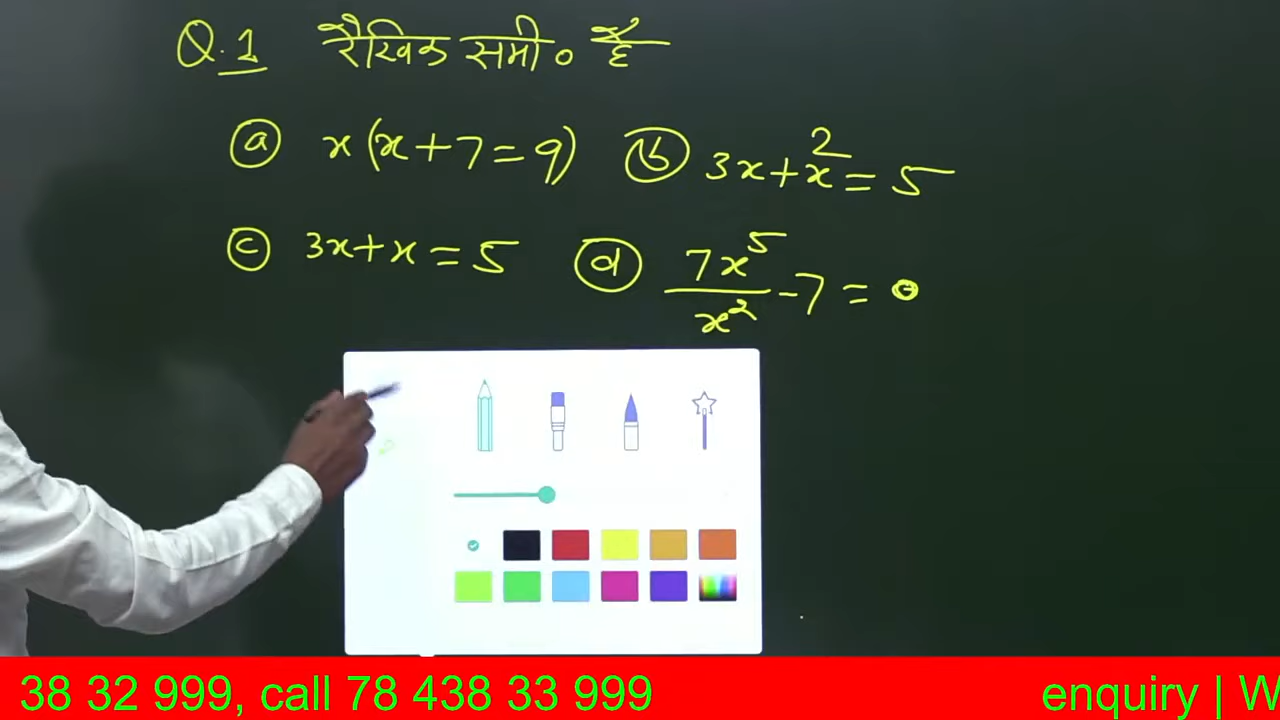 Q.1 रैखिक समी० है
(a) x(x+7=9) (b) 3x+x²=5
(c) 3x+x=5 (d) 7x⁵/x² -7=0
38 32 999, call 78 438 33 999 enquiry | W